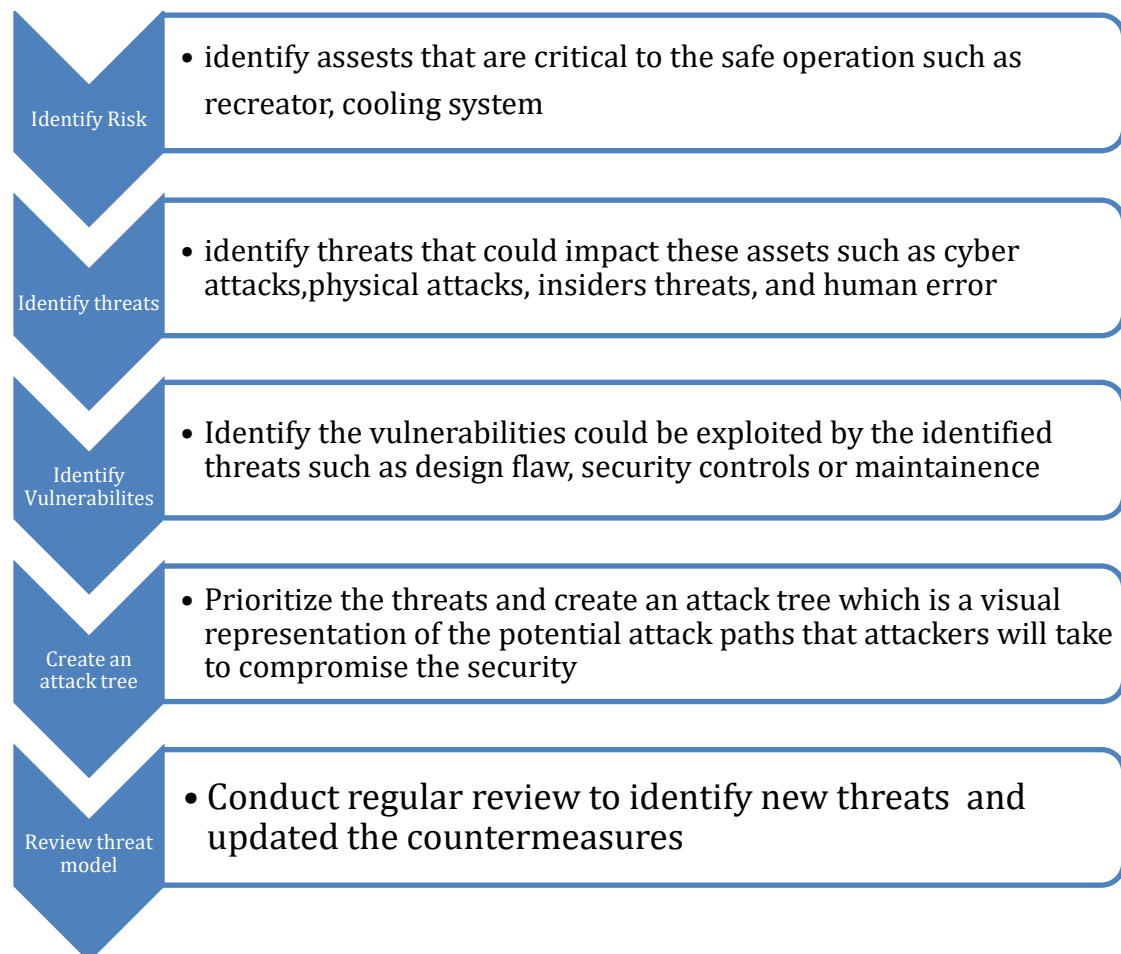 Identify Risk
• identify assests that are critical to the safe operation such as
recreator, cooling system
Identify threats
• identify threats that could impact these assets such as cyber
attacks,physical attacks, insiders threats, and human error
Identify
Vulnerabilites
• Identify the vulnerabilities could be exploited by the identified
threats such as design flaw, security controls or maintainence
Create an
attack tree
• Prioritize the threats and create an attack tree which is a visual
representation of the potential attack paths that attackers will take
to compromise the security
Review threat
model
• Conduct regular review to identify new threats and
updated the countermeasures